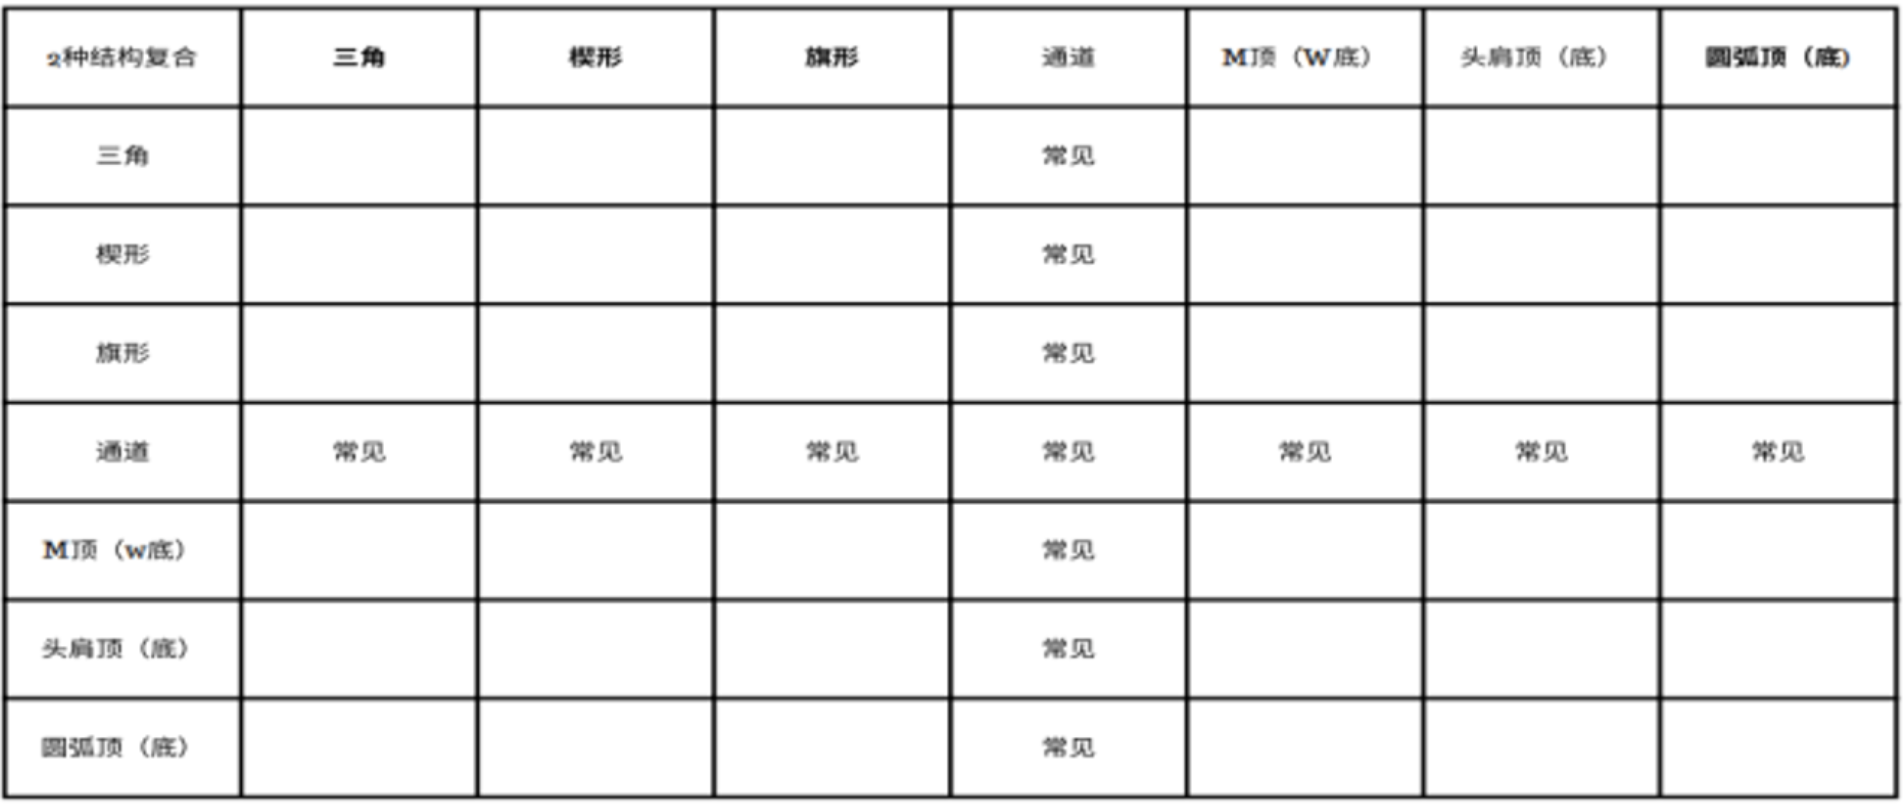 2种结构复合 三角 楔形 旗形 通道 M顶（W底） 头肩顶（底） 圆弧顶（底）
三角 常见
楔形 常见
旗形 常见
通道 常见 常见 常见 常见 常见 常见 常见
M顶（w底） 常见
头肩顶（底） 常见
圆弧顶（底） 常见